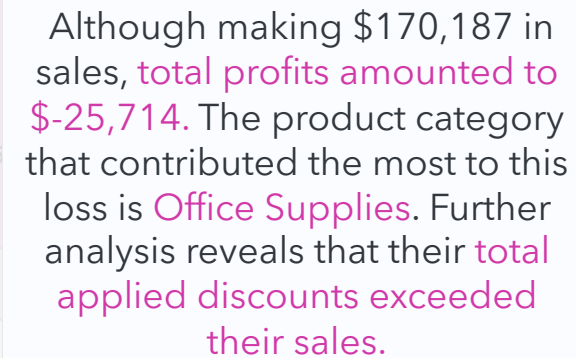 Although making $170,187 in
sales, total profits amounted to
$-25,714. The product category
that contributed the most to this
loss is Office Supplies. Further
analysis reveals that their total
applied discounts exceeded
their sales.